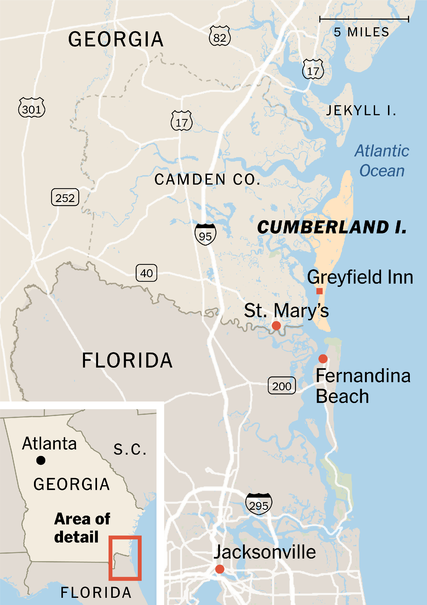 GEORGIA
82
5 MILES
17
301
17
JEKYLL I.
Atlantic
Ocean
CAMDEN CO.
252
CUMBERLAND I.
95
40
Greyfield Inn
St. Mary’s
FLORIDA
Fernandina
Beach
200
Atlanta
S.C.
GEORGIA
Area of
detail
FLORIDA
295
Jacksonville